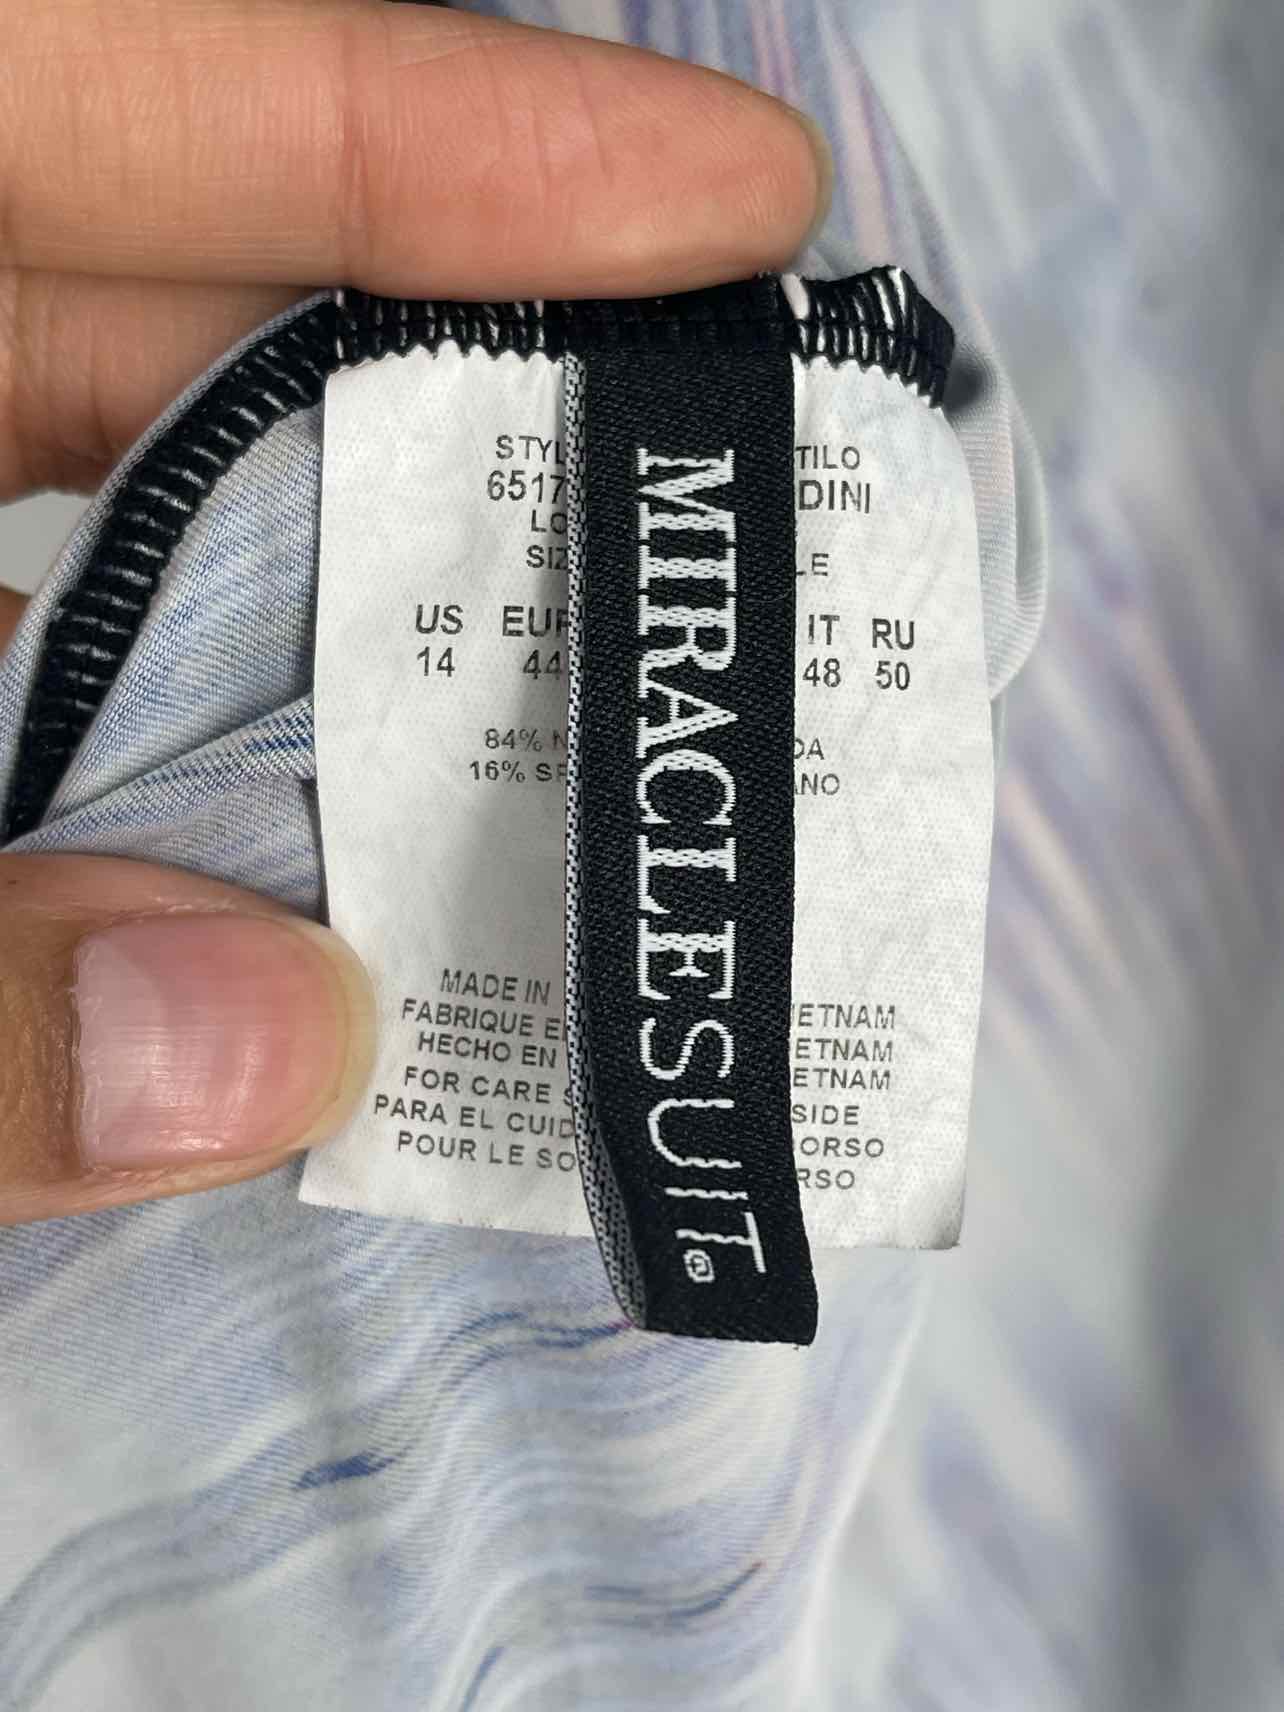 STYL TILO
6517 DINI
LO
SIZ LE
US EUR IT RU
14 44 48 50
84% N DA
16% SP ANO
MADE IN IETNAM
FABRIQUE E ETNAM
HECHO EN ETNAM
FOR CARE S SIDE
PARA EL CUID ORSO
POUR LE SO RSO
MIRACLESUIT®